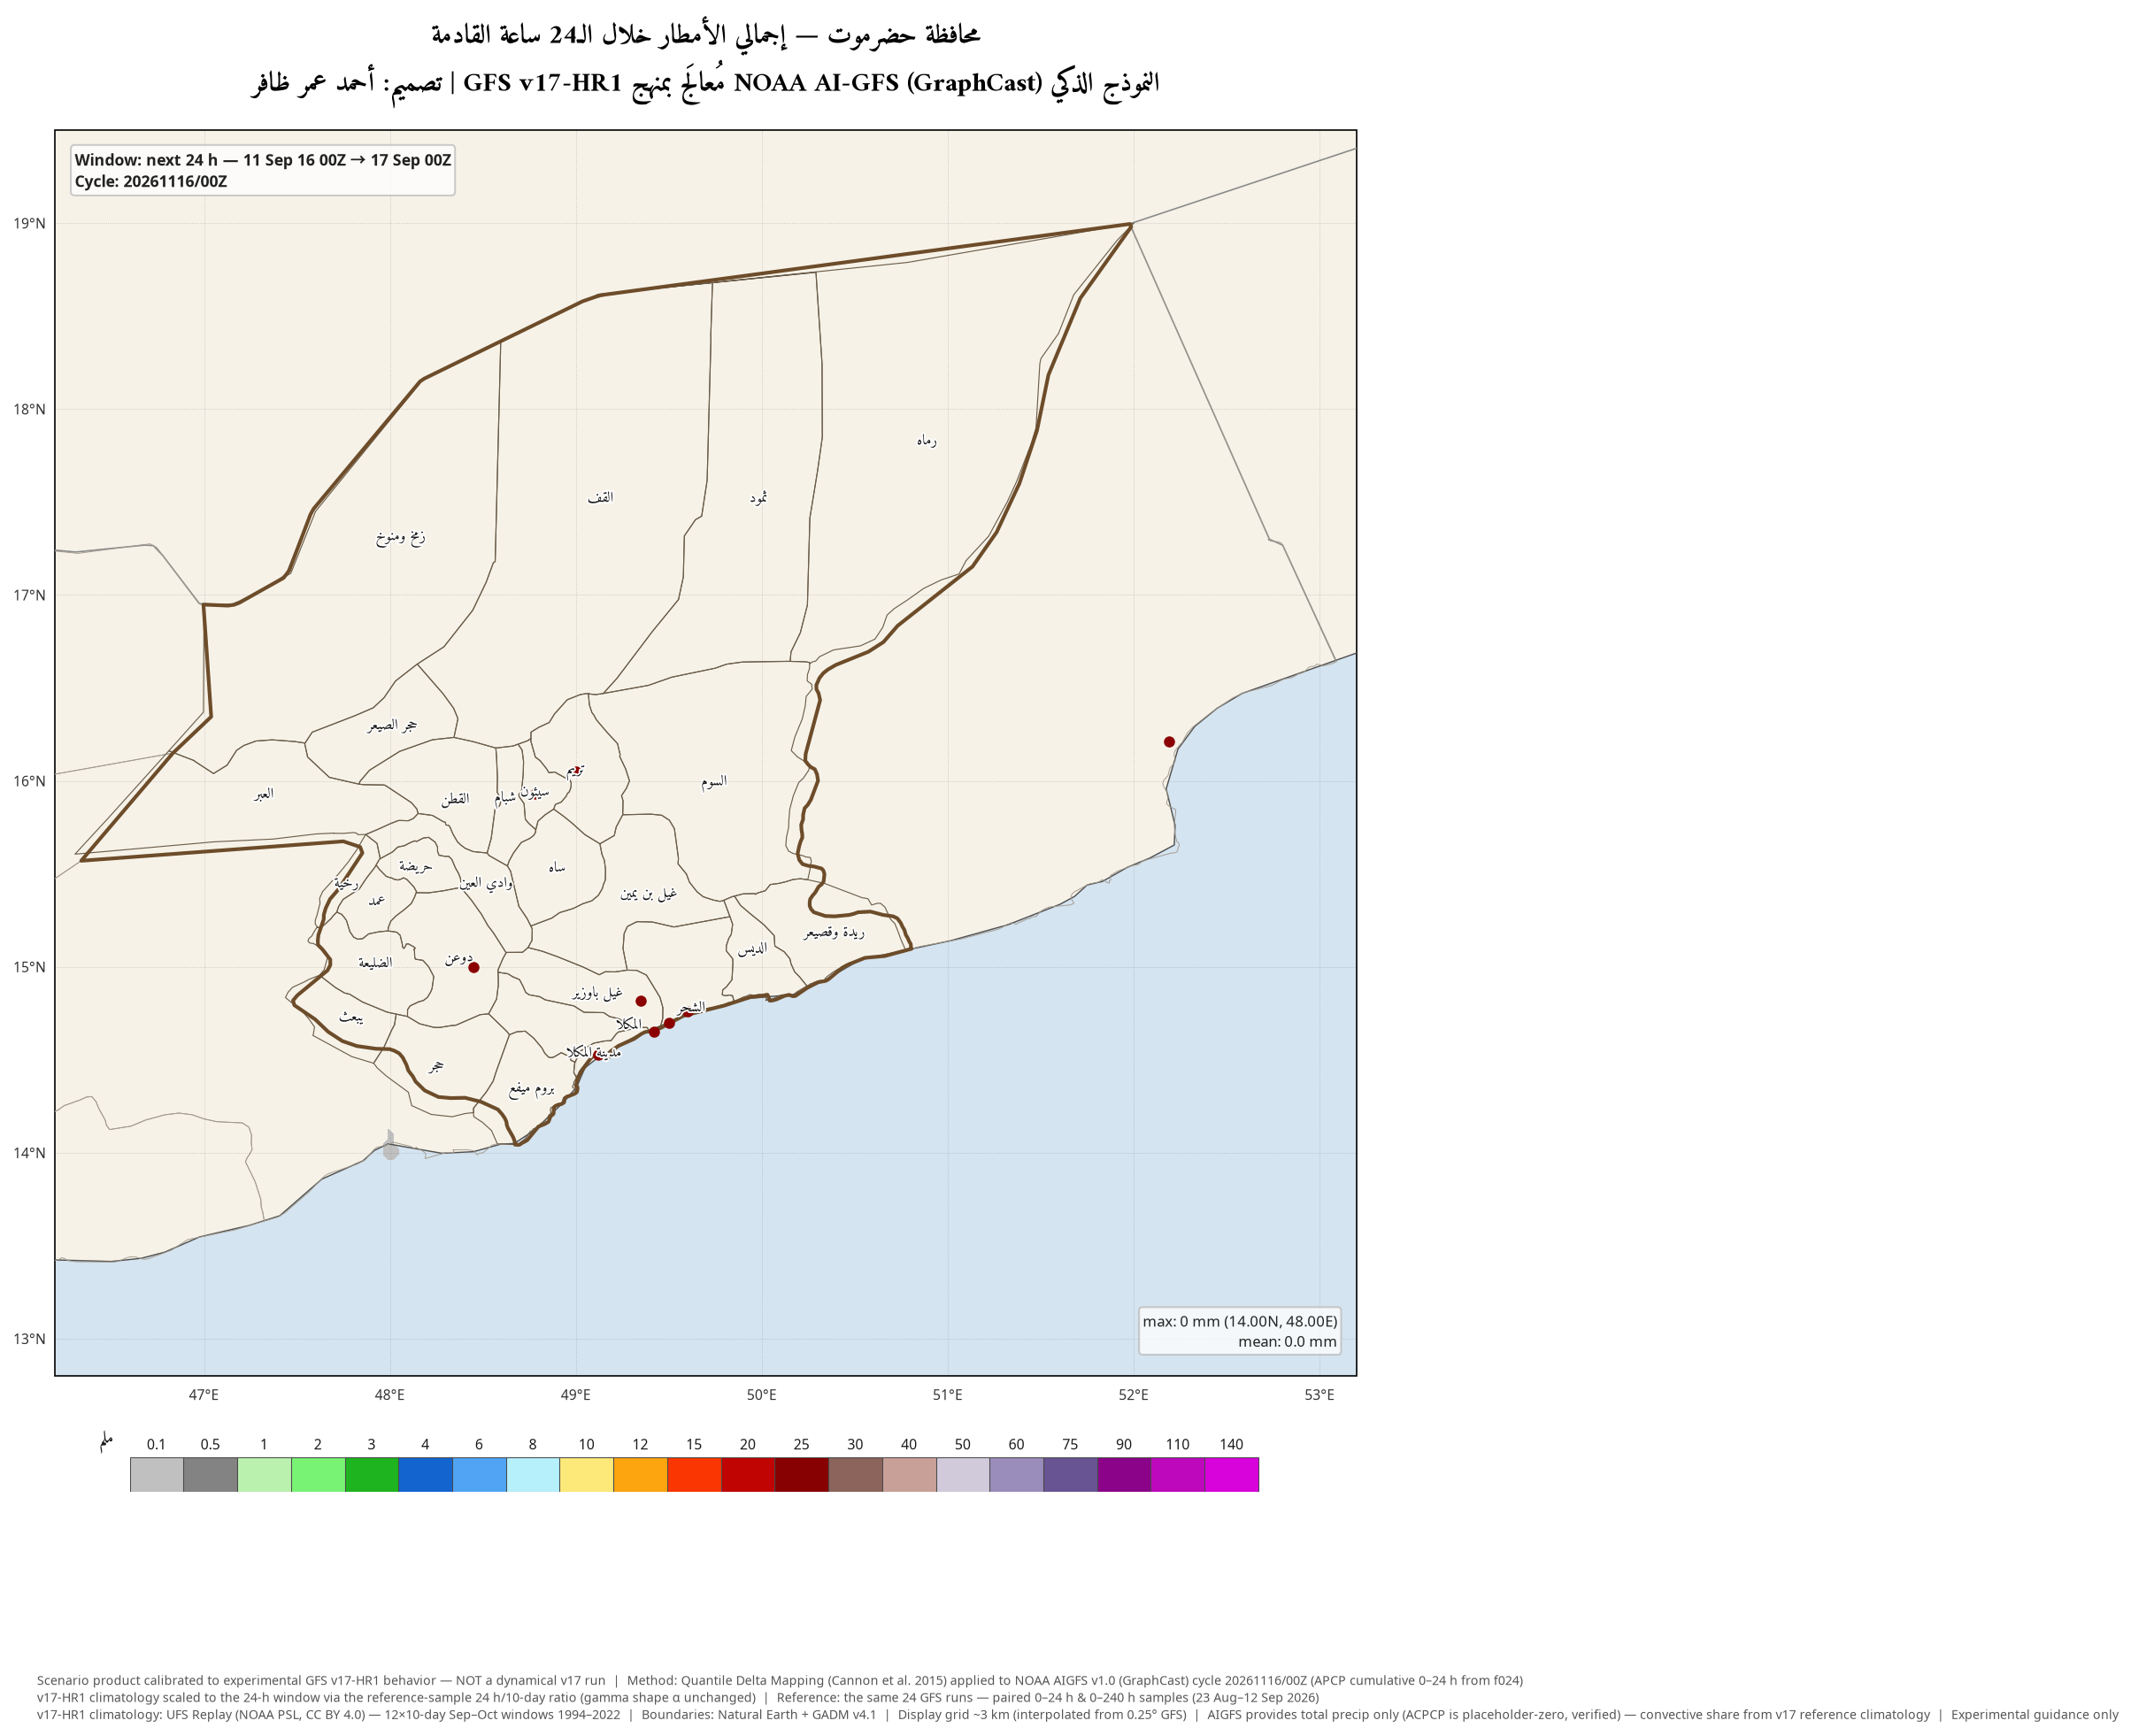 محافظة حضرموت — إجمالي الأمطار خلال الـ24 ساعة القادمة
النموذج الذكي NOAA AI-GFS (GraphCast) مُعالَج بمنهج GFS v17-HR1 | تصميم: أحمد عمر ظافر
Window: next 24 h — 11 Sep 16 00Z → 17 Sep 00Z
Cycle: 20261116/00Z
19°N
18°N
رماه
القف
ثمود
زمخ ومنوخ
17°N
حجر الصيعر
تريم
16°N
السوم
العبر
القطن
شبام
سيئون
حريضة
ساه
رخية
وادي العين
عمد
غيل بن يمين
ريدة وقصيعر
الديس
15°N
الضليعة
دوعن
غيل باوزير
الشحر
يبعث
المكلا
مدينة المكلا
حجر
بروم ميفع
14°N
13°N
max: 0 mm (14.00N, 48.00E)
mean: 0.0 mm
47°E 48°E 49°E 50°E 51°E 52°E 53°E
ملم 0.1 0.5 1 2 3 4 6 8 10 12 15 20 25 30 40 50 60 75 90 110 140
Scenario product calibrated to experimental GFS v17-HR1 behavior — NOT a dynamical v17 run | Method: Quantile Delta Mapping (Cannon et al. 2015) applied to NOAA AIGFS v1.0 (GraphCast) cycle 20261116/00Z (APCP cumulative 0–24 h from f024)
v17-HR1 climatology scaled to the 24-h window via the reference-sample 24 h/10-day ratio (gamma shape α unchanged) | Reference: the same 24 GFS runs — paired 0–24 h & 0–240 h samples (23 Aug–12 Sep 2026)
v17-HR1 climatology: UFS Replay (NOAA PSL, CC BY 4.0) — 12×10-day Sep–Oct windows 1994–2022 | Boundaries: Natural Earth + GADM v4.1 | Display grid ~3 km (interpolated from 0.25° GFS) | AIGFS provides total precip only (ACPCP is placeholder-zero, verified) — convective share from v17 reference climatology | Experimental guidance only